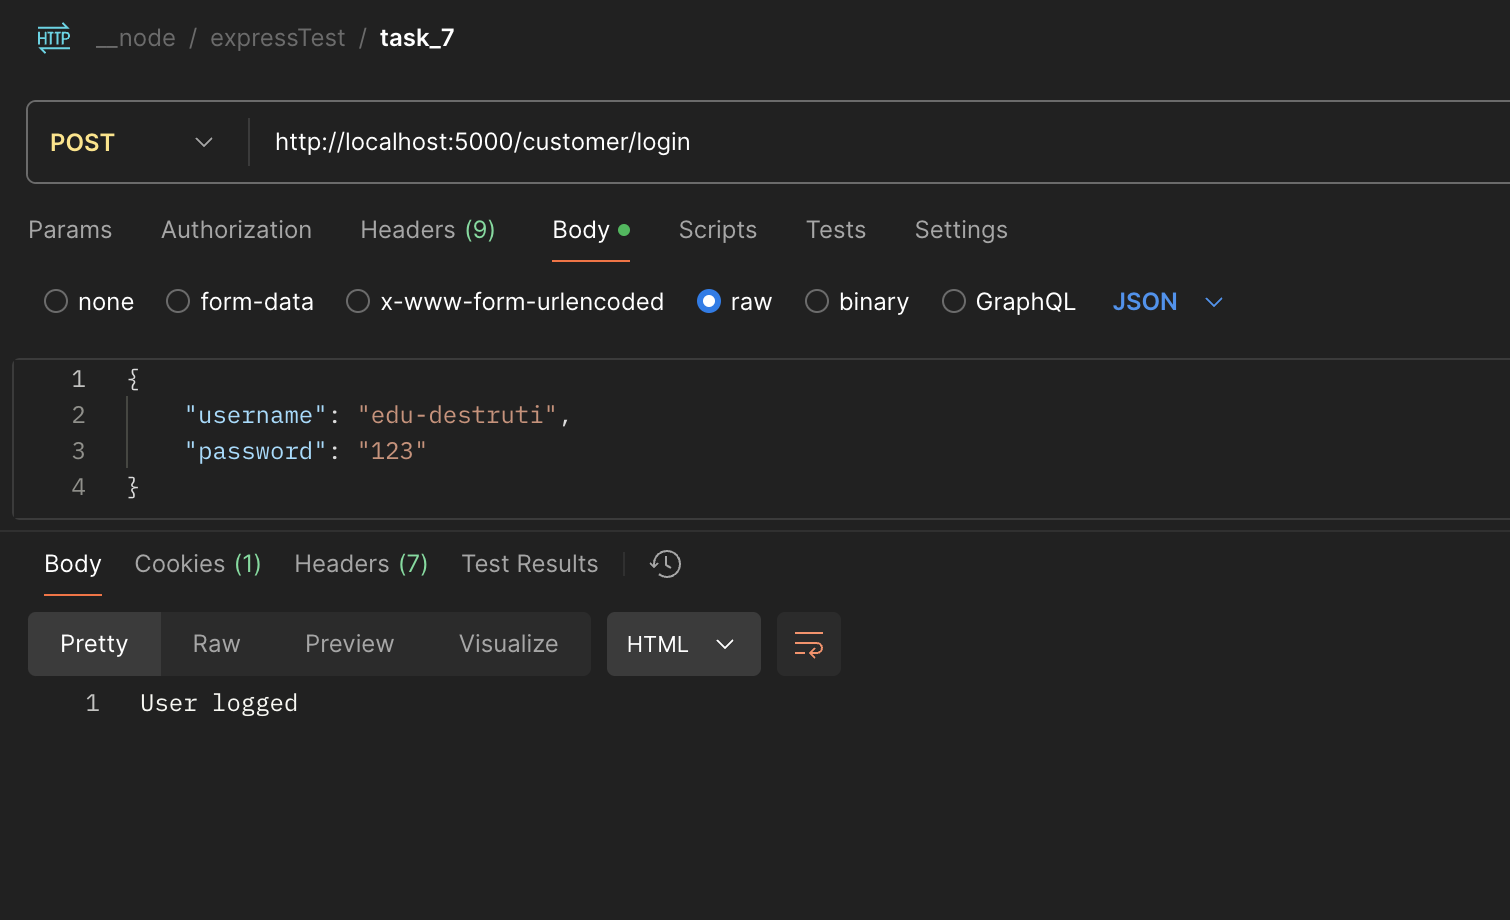 HTTP __node / expressTest / task_7
POST http://localhost:5000/customer/login
Params Authorization Headers (9) Body Scripts Tests Settings
none form-data x-www-form-urlencoded raw binary GraphQL JSON
1 {
2 "username": "edu-destruti",
3 "password": "123"
4 }
Body Cookies (1) Headers (7) Test Results
Pretty Raw Preview Visualize HTML
1 User logged